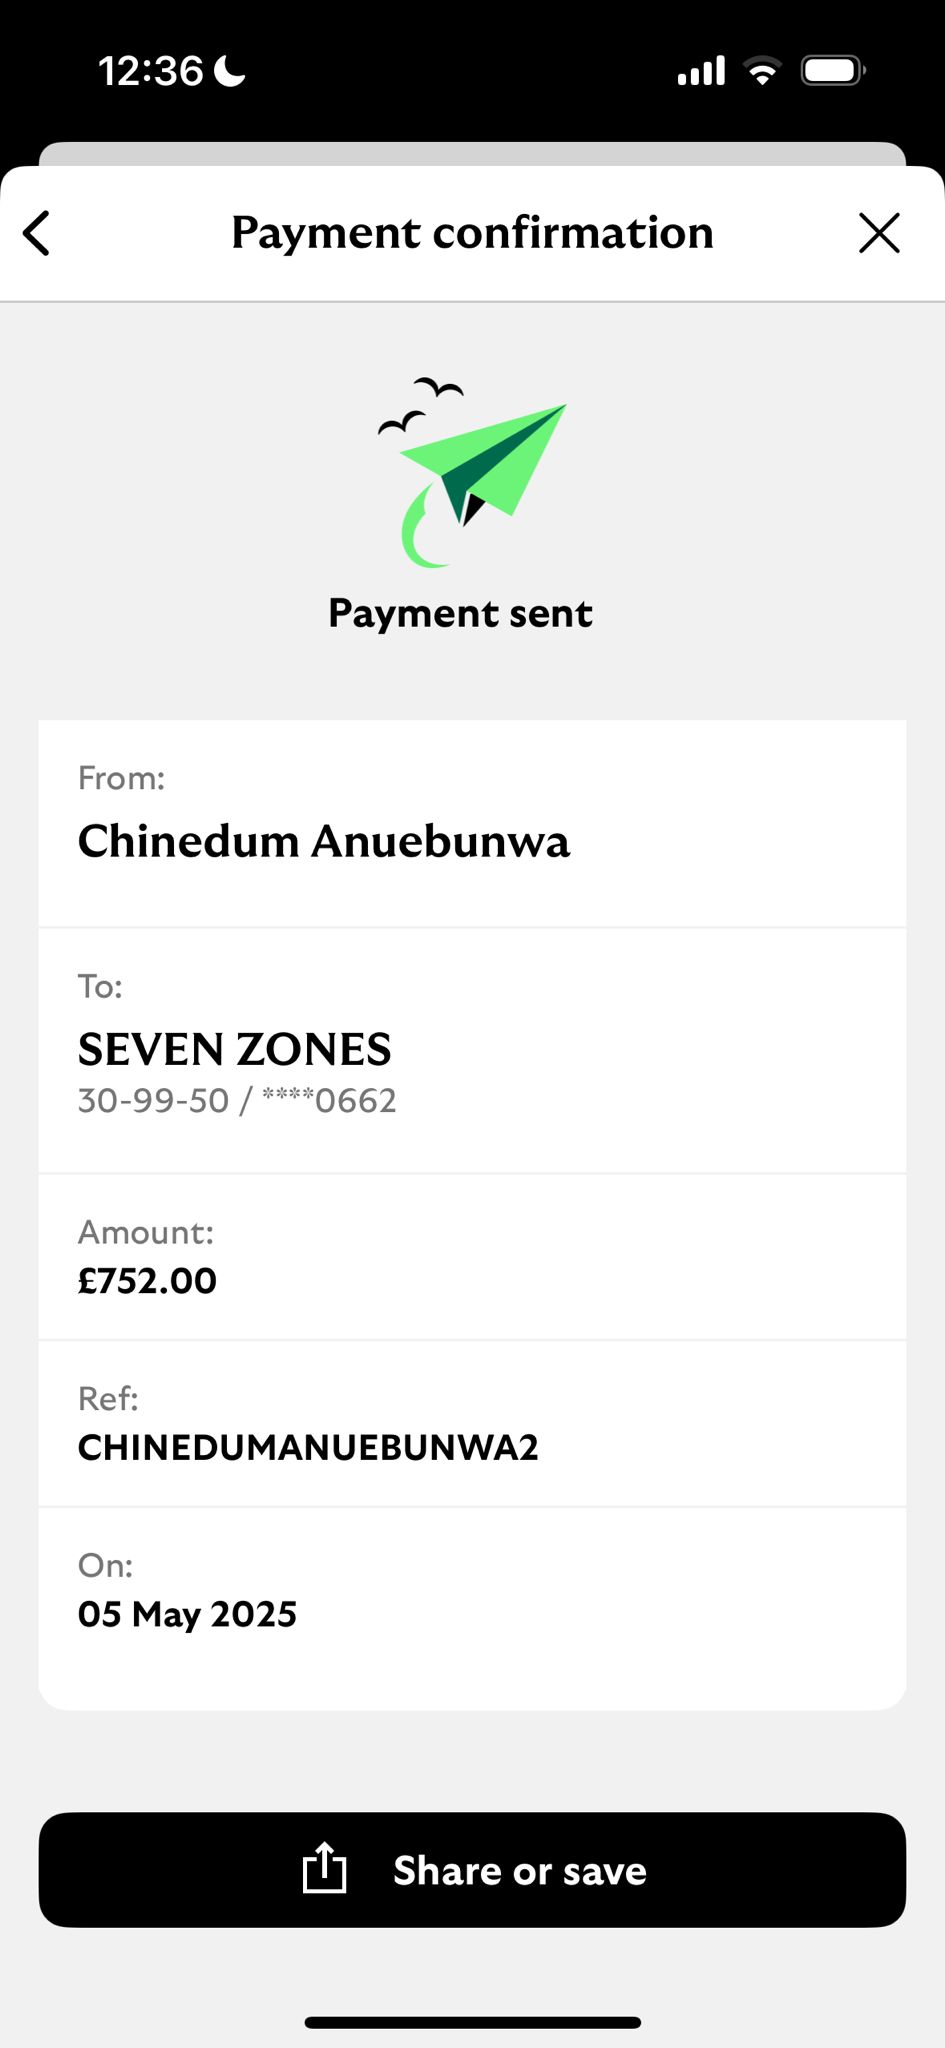 12:36
Payment confirmation
Payment sent
From:
Chinedum Anuebunwa
To:
SEVEN ZONES
30-99-50 / ****0662
Amount:
£752.00
Ref:
CHINEDUMANUEBUNWA2
On:
05 May 2025
Share or save